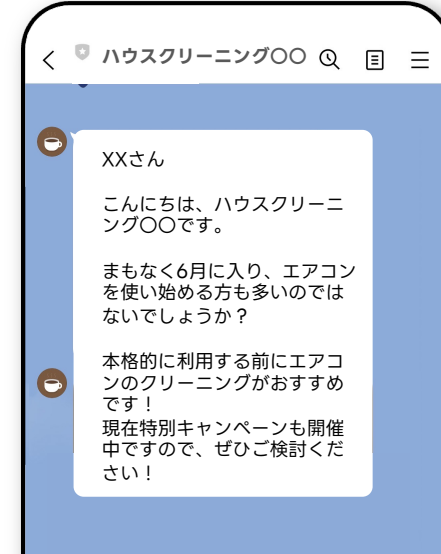 ハウスクリーニング〇〇
XXさん
こんにちは、ハウスクリーニ
ング〇〇です。
まもなく6月に入り、エアコン
を使い始める方も多いのでは
ないでしょうか？
本格的に利用する前にエアコ
ンのクリーニングがおすすめ
です！
現在特別キャンペーンも開催
中ですので、ぜひご検討くだ
さい！